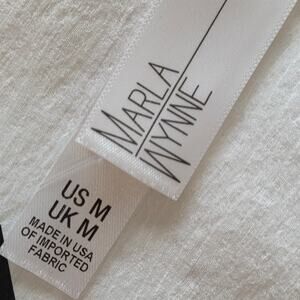 MARLA
WYNNE
US M
UK M
MADE IN USA
OF IMPORTED
FABRIC